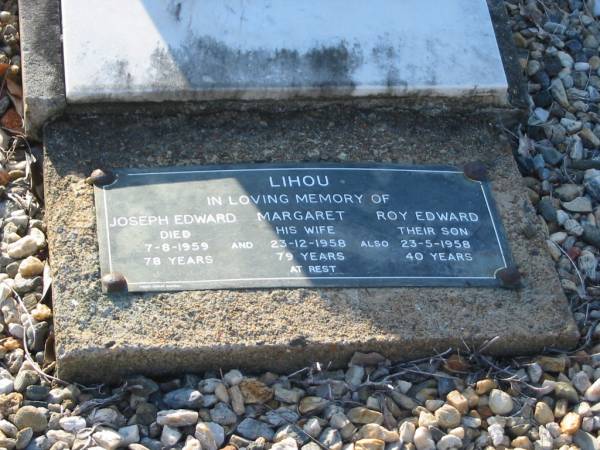 LIHOU
IN LOVING MEMORY OF
JOSEPH EDWARD MARGARET ROY EDWARD
DIED HIS WIFE THEIR SON
7-8-1959 AND 23-12-1958 ALSO 23-5-1958
78 YEARS 79 YEARS 40 YEARS
AT REST